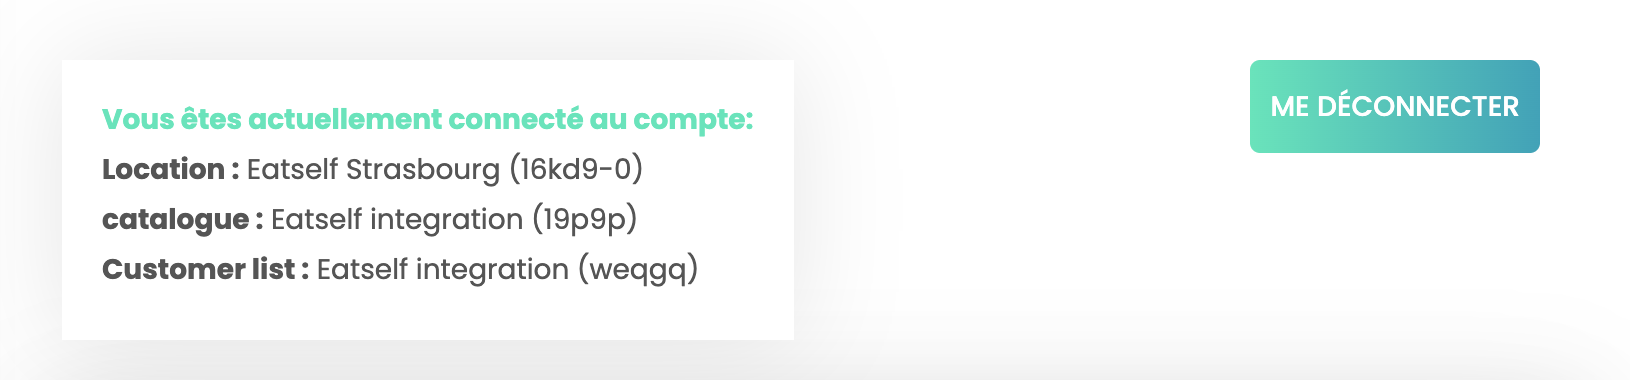 Vous êtes actuellement connecté au compte:
ME DÉCONNECTER
Location : Eatself Strasbourg (16kd9-0)
catalogue : Eatself integration (19p9p)
Customer list : Eatself integration (weqgq)